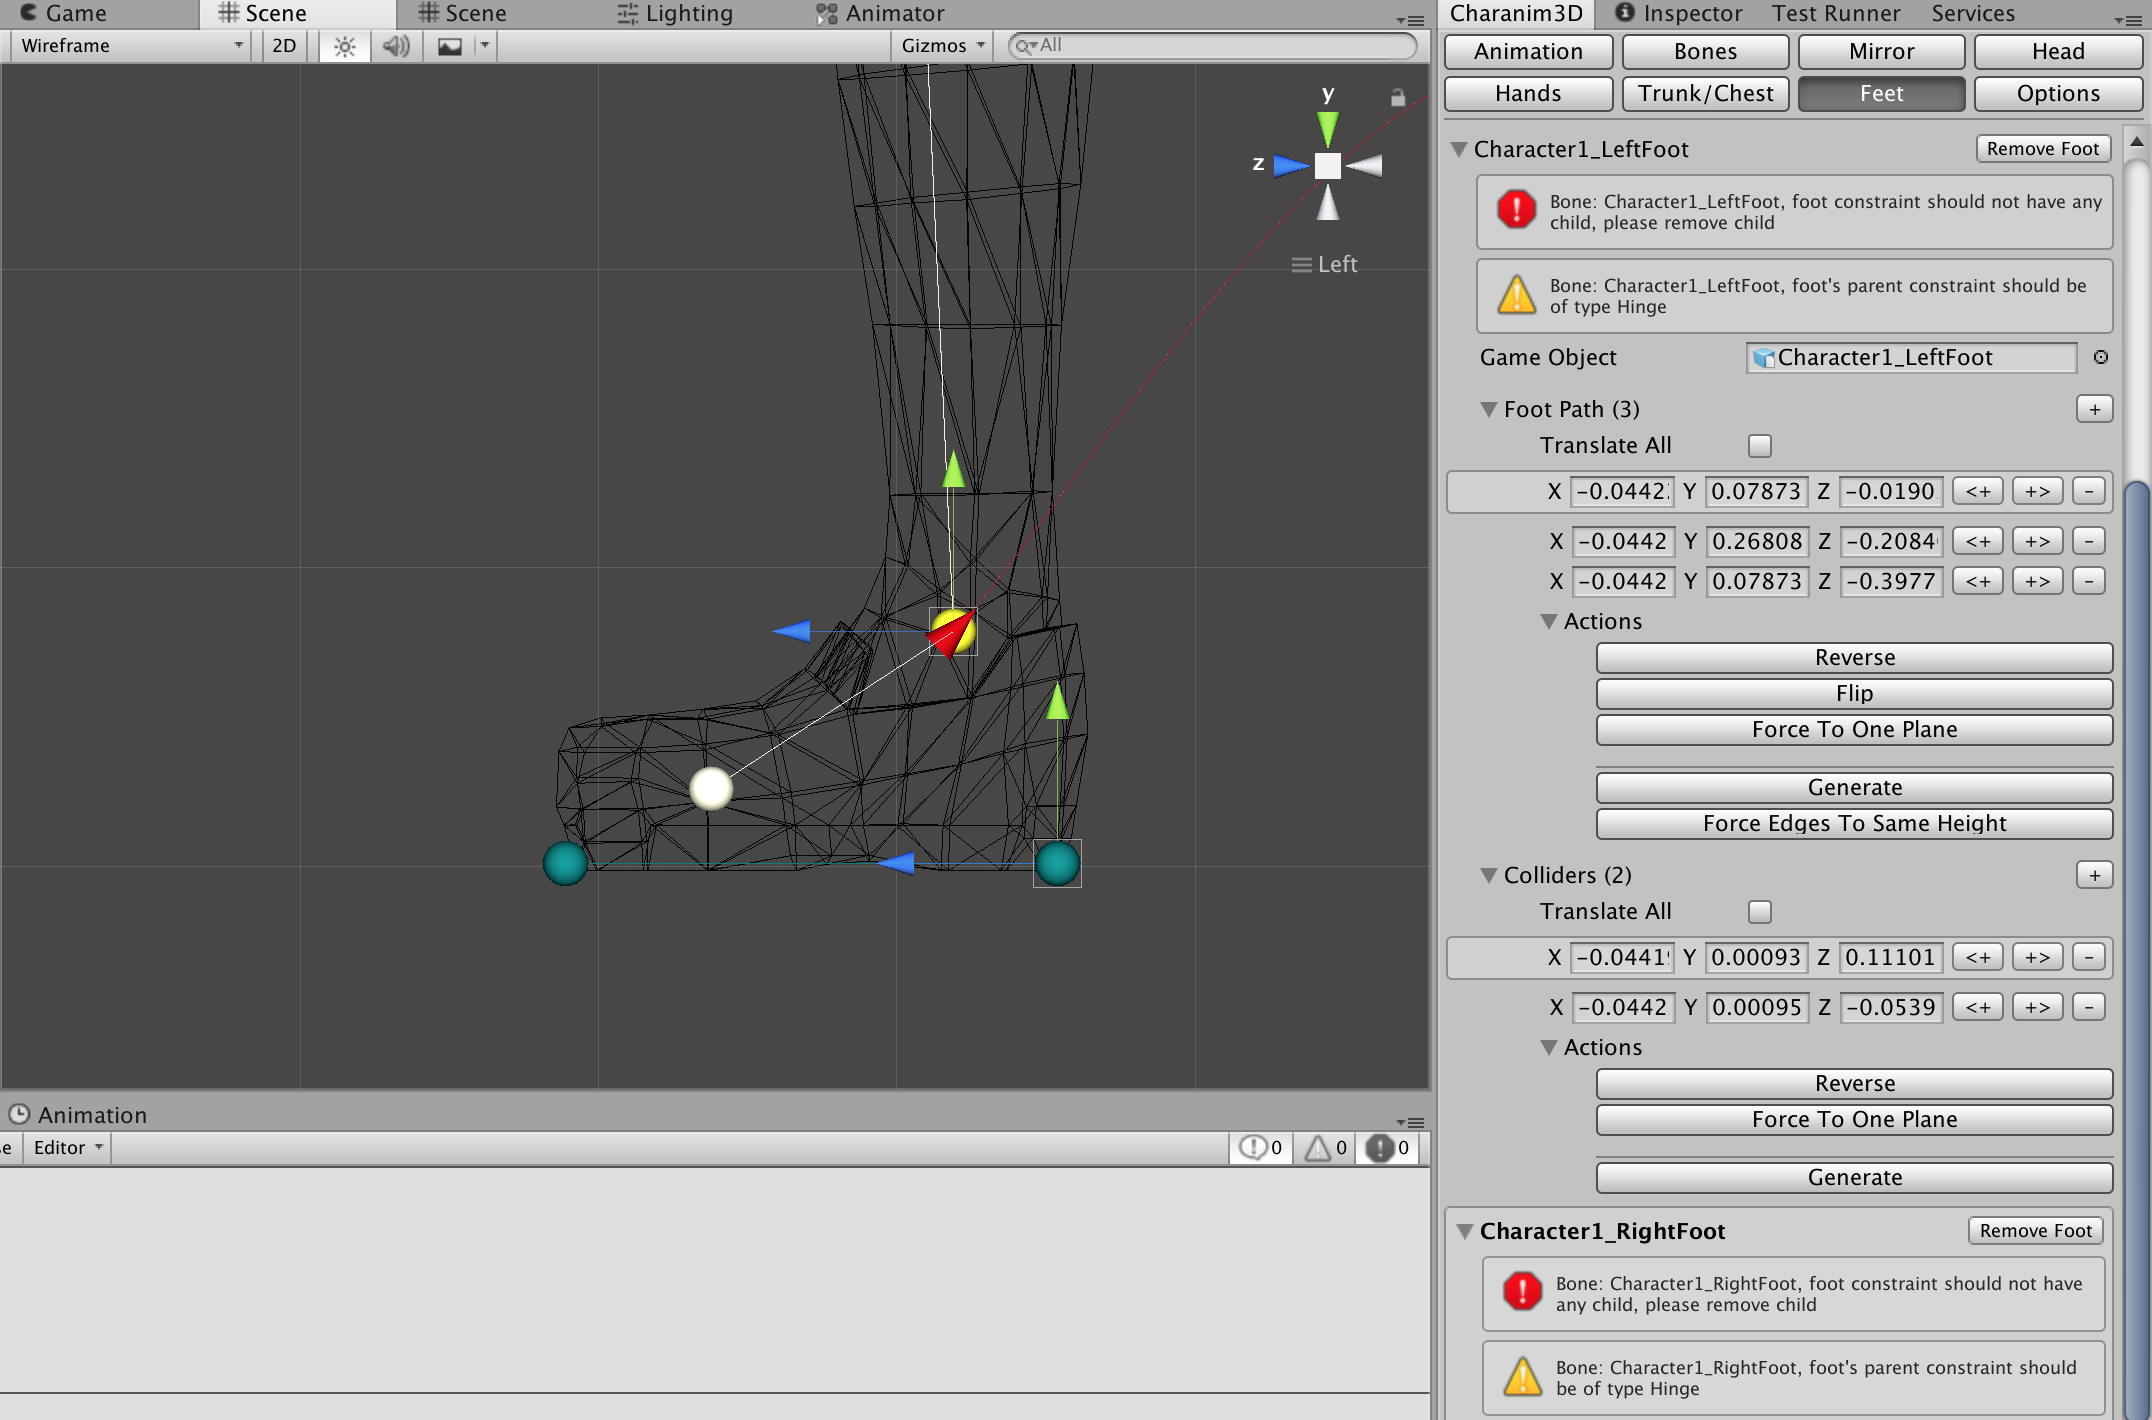 Game
Scene
Scene
Lighting
Animator
Wireframe
2D
Gizmos
All
y
z
Left
Animation
Editor
0
0
0
Charanim3D
Inspector
Test Runner
Services
Animation
Bones
Mirror
Head
Hands
Trunk/Chest
Feet
Options
Character1_LeftFoot
Remove Foot
Bone: Character1_LeftFoot, foot constraint should not have any
child, please remove child
Bone: Character1_LeftFoot, foot's parent constraint should be
of type Hinge
Game Object
Character1_LeftFoot
Foot Path (3)
+
Translate All
X -0.0442 Y 0.07873 Z -0.0190 <+ +> -
X -0.0442 Y 0.26808 Z -0.2084 <+ +> -
X -0.0442 Y 0.07873 Z -0.3977 <+ +> -
Actions
Reverse
Flip
Force To One Plane
Generate
Force Edges To Same Height
Colliders (2)
+
Translate All
X -0.0441 Y 0.00093 Z 0.11101 <+ +> -
X -0.0442 Y 0.00095 Z -0.0539 <+ +> -
Actions
Reverse
Force To One Plane
Generate
Character1_RightFoot
Remove Foot
Bone: Character1_RightFoot, foot constraint should not have
any child, please remove child
Bone: Character1_RightFoot, foot's parent constraint should
be of type Hinge